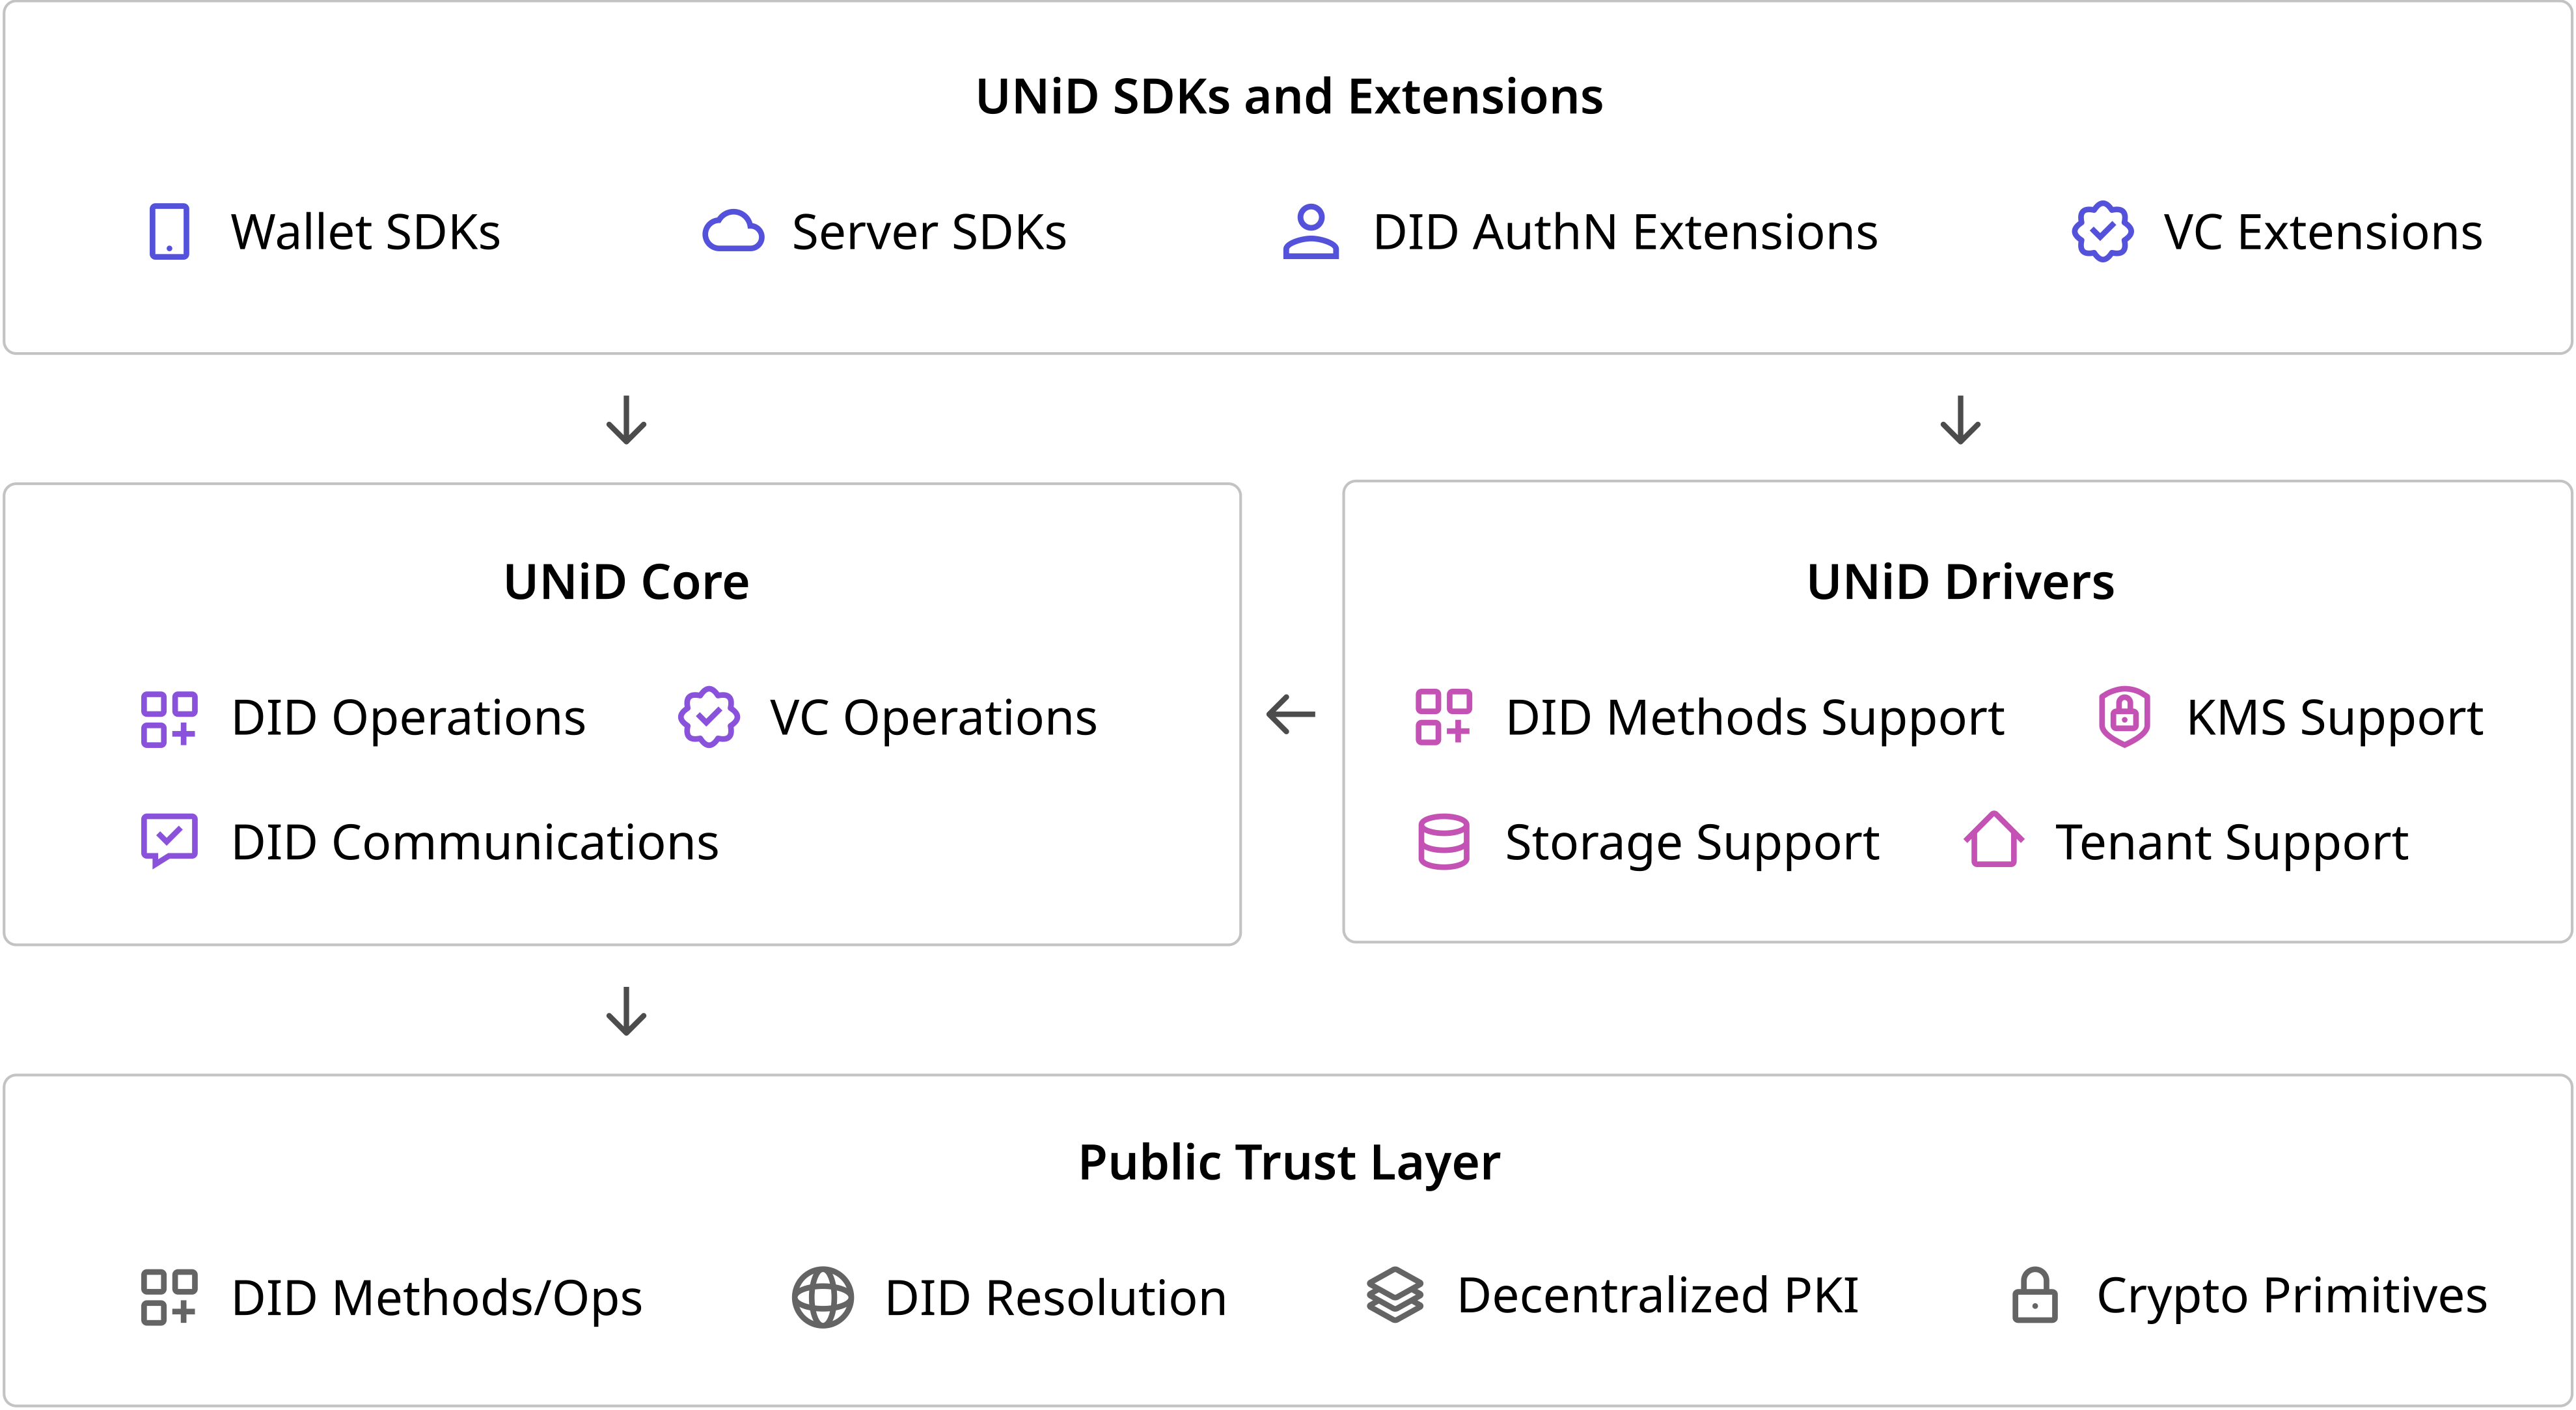 UNiD SDKs and Extensions
Wallet SDKs
Server SDKs
DID AuthN Extensions
VC Extensions
UNiD Core
DID Operations
VC Operations
DID Communications
UNiD Drivers
DID Methods Support
KMS Support
Storage Support
Tenant Support
Public Trust Layer
DID Methods/Ops
DID Resolution
Decentralized PKI
Crypto Primitives